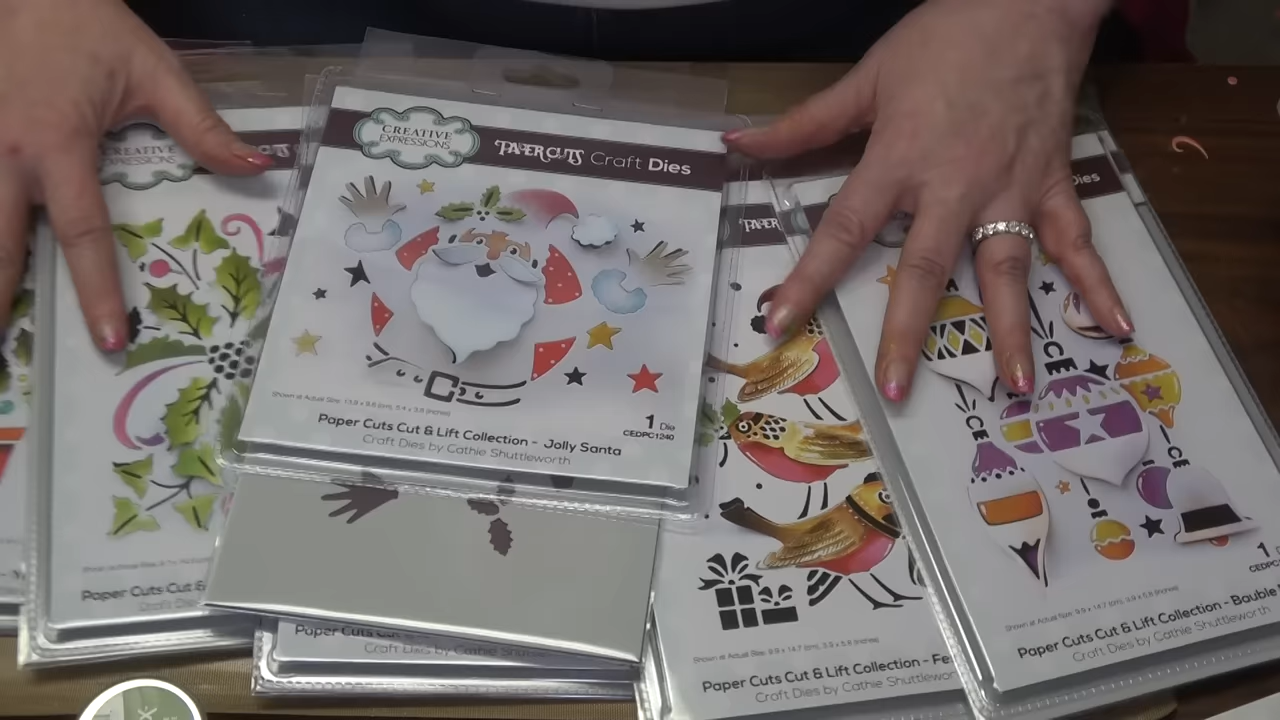 CREATIVE
EXPRESSIONS
PAPER CUTS Craft Dies
Shown at Actual Size: 13.8 x 9.8 (cm), 5.4 x 3.8 (inches)
1 Die
CEDPC1240
Paper Cuts Cut & Lift Collection - Jolly Santa
Craft Dies by Cathie Shuttleworth
CREATIVE
EXPRESSIONS
CUTS
Paper Cuts Cut &
Paper Cuts Cut & Lift Collection
Craft Dies by Cathie Shuttleworth
PAPER
Shown at Actual Size: 9.9 x 14.7 (cm), 3.9 x 5.8 (inches)
Paper Cuts Cut & Lift Collection - Fe
Craft Dies by Cathie Shuttlewor
Dies
Shown at Actual Size: 9.9 x 14.7 (cm), 3.9 x 5.8 (inches)
1
CEDPC
Paper Cuts Cut & Lift Collection - Bauble
Craft Dies by Cathie Shuttleworth